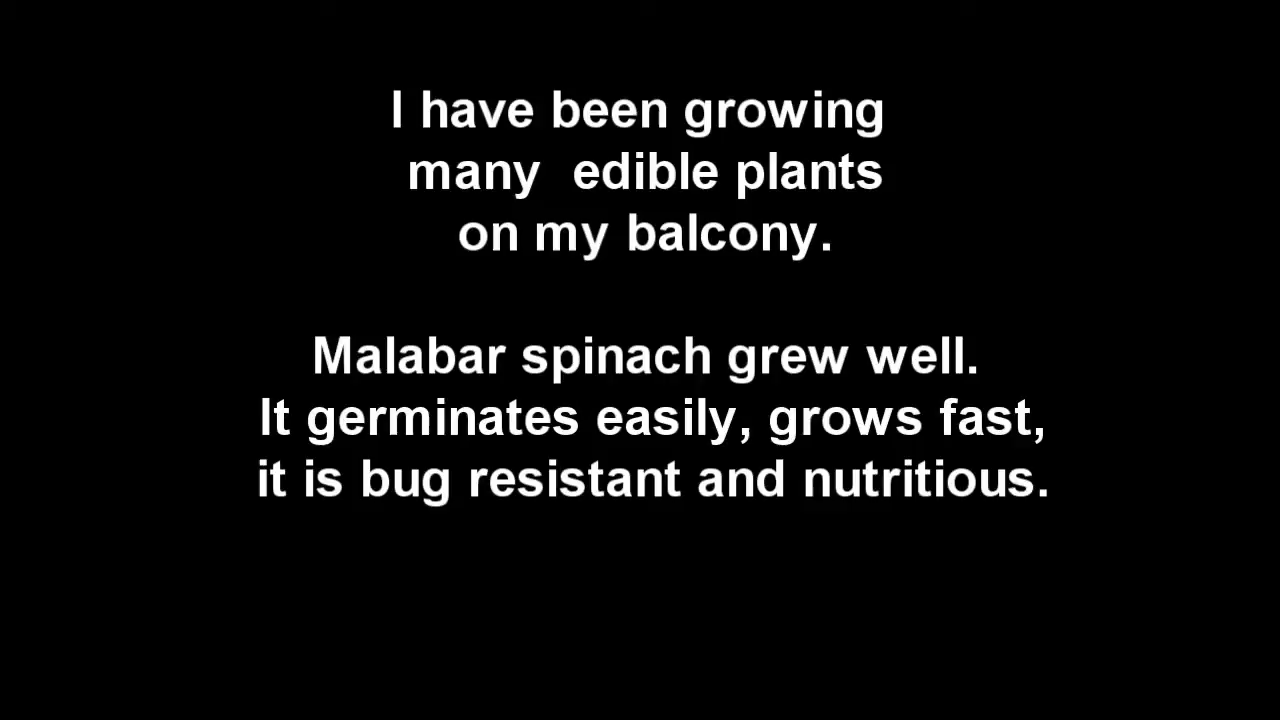 I have been growing
many edible plants
on my balcony.
Malabar spinach grew well.
It germinates easily, grows fast,
it is bug resistant and nutritious.